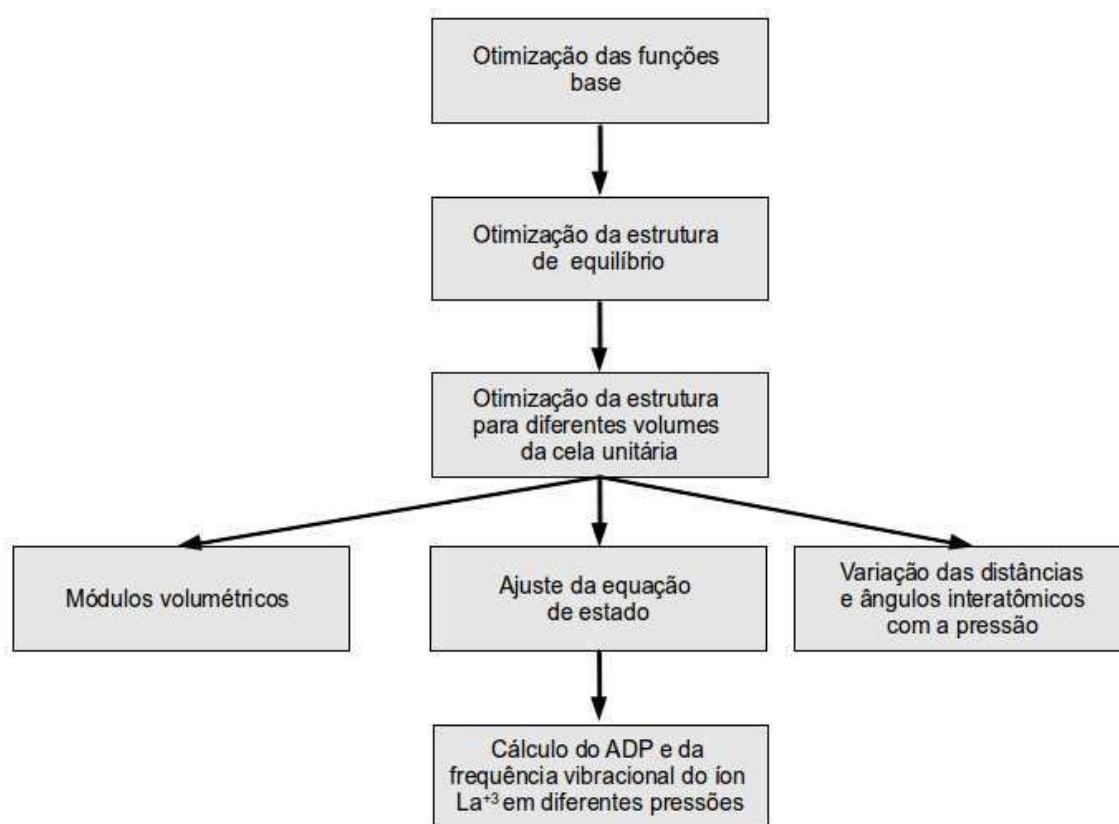 Otimização das funções
base
Otimização da estrutura
de equilíbrio
Otimização da estrutura
para diferentes volumes
da cela unitária
Módulos volumétricos
Ajuste da equação
de estado
Variação das distâncias
e ângulos interatômicos
com a pressão
Cálculo do ADP e da
frequência vibracional do íon
La⁺³ em diferentes pressões